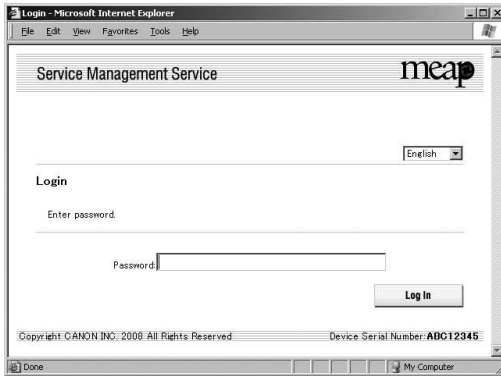 Login - Microsoft Internet Explorer
File Edit View Favorites Tools Help
Service Management Service
meap
English
Login
Enter password.
Password:
Log In
Copyright CANON INC. 2008 All Rights Reserved
Device Serial Number:ABC12345
Done
My Computer